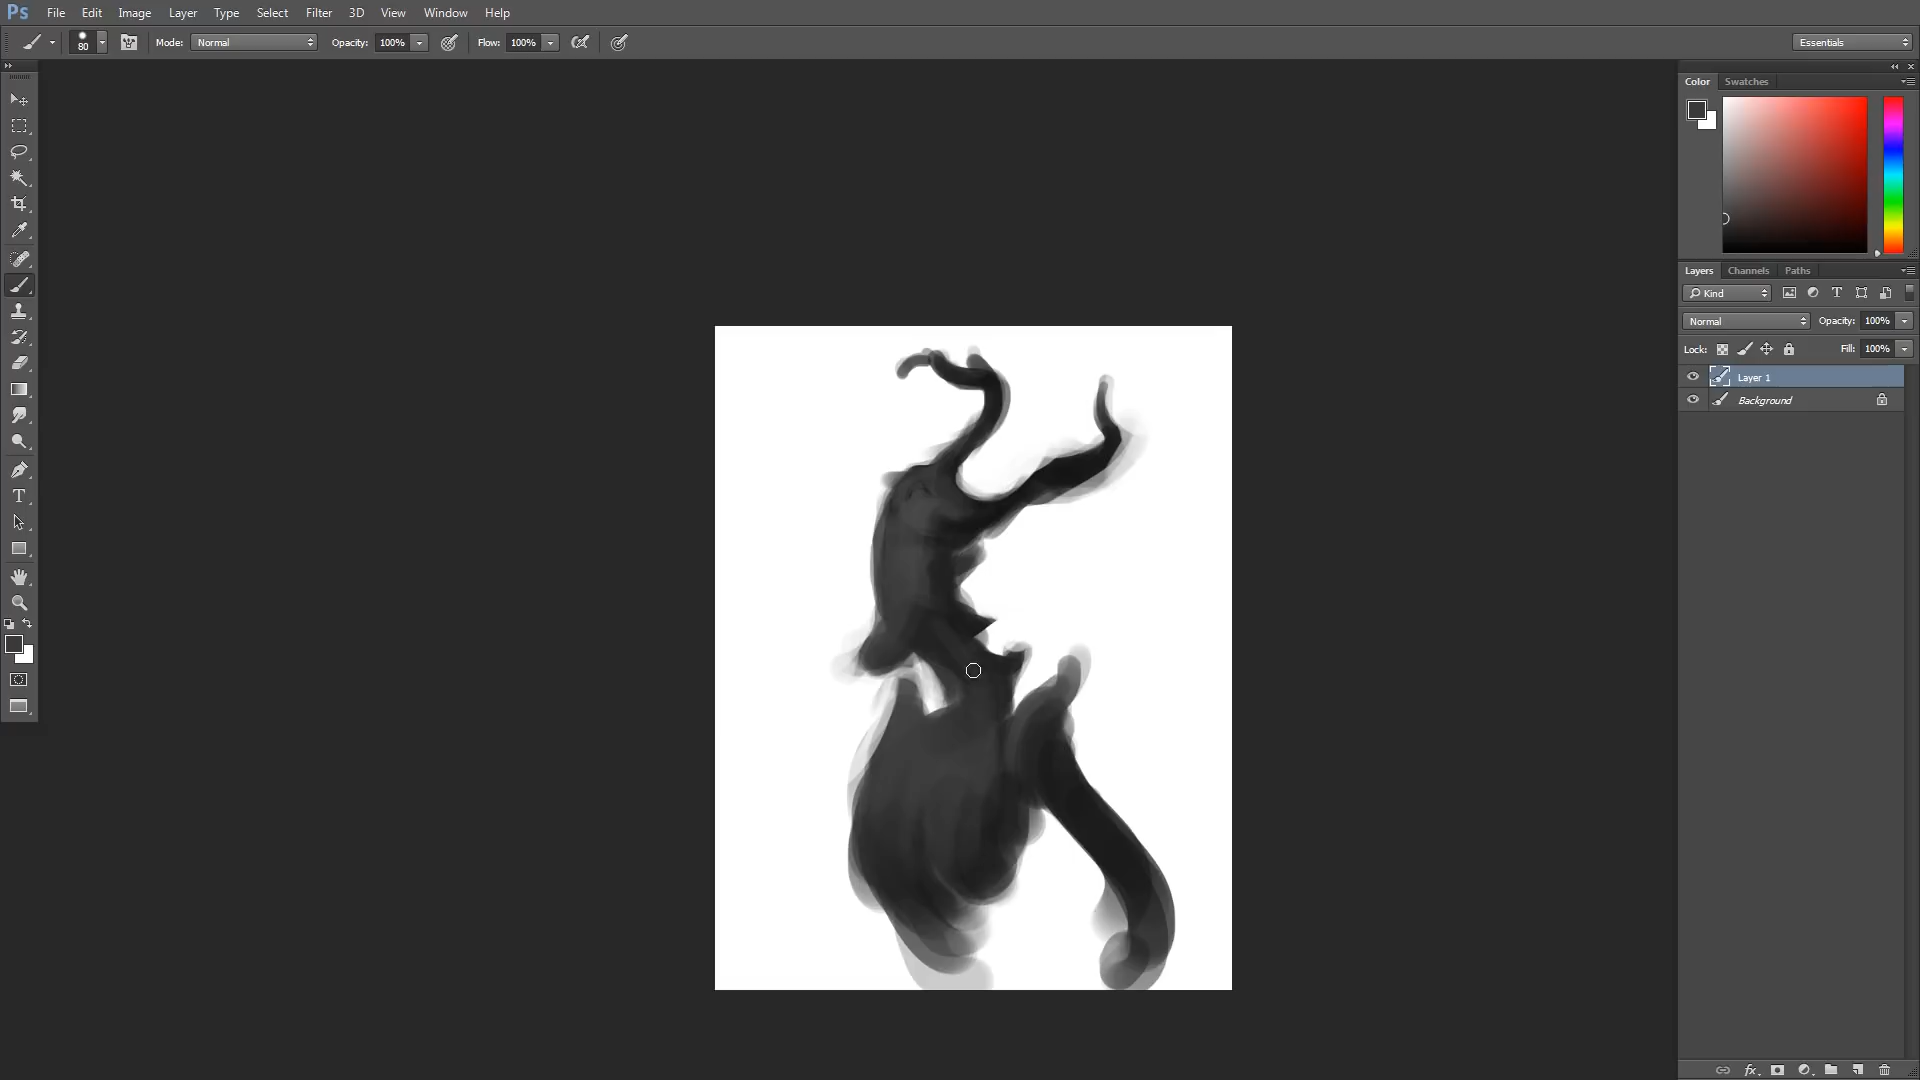 Ps File Edit Image Layer Type Select Filter 3D View Window Help
80 Mode: Normal Opacity: 100% Flow: 100% Essentials
Color Swatches
Layers Channels Paths
Kind
Normal Opacity: 100%
Lock: Fill: 100%
Layer 1
Background
fx